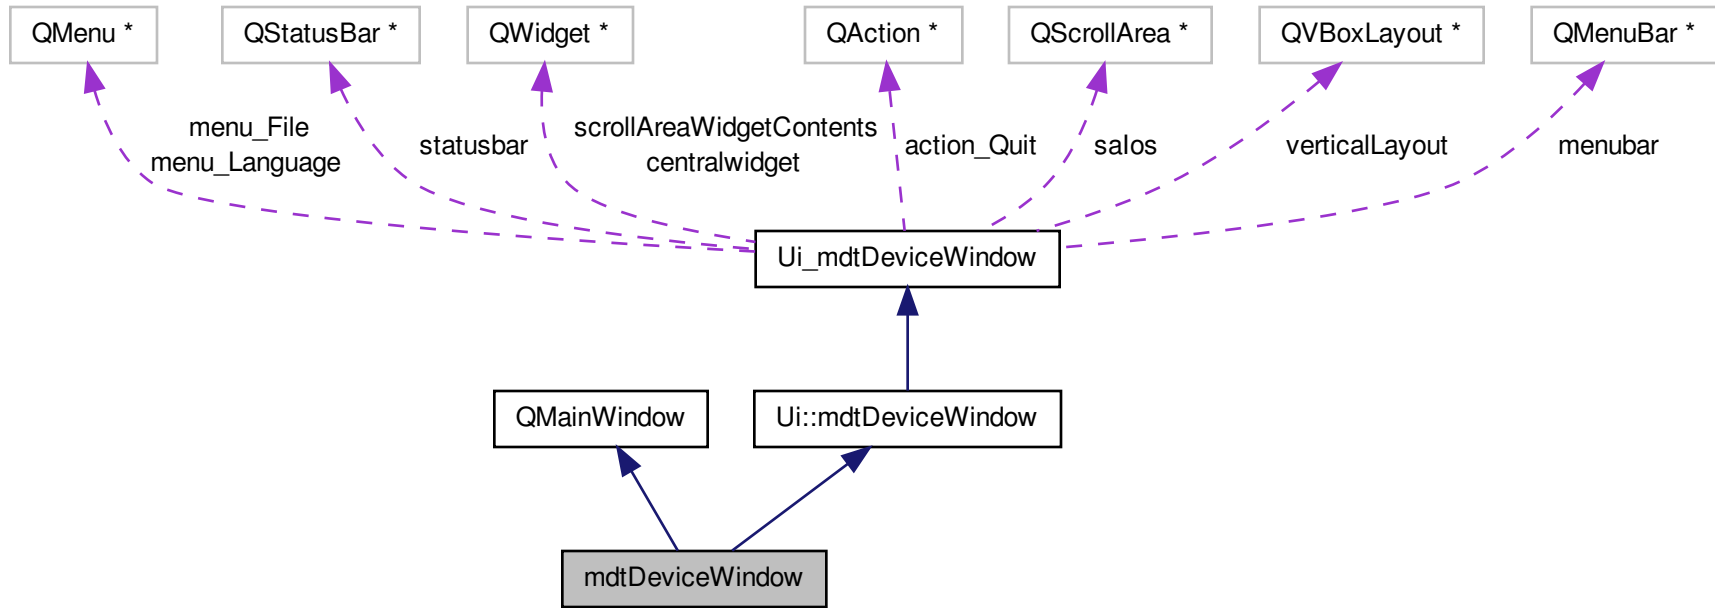 QMenu *
QStatusBar *
QWidget *
QAction *
QScrollArea *
QVBoxLayout *
QMenuBar *
menu_File
menu_Language
statusbar
scrollAreaWidgetContents
centralwidget
action_Quit
salos
verticalLayout
menubar
Ui_mdtDeviceWindow
QMainWindow
Ui::mdtDeviceWindow
mdtDeviceWindow